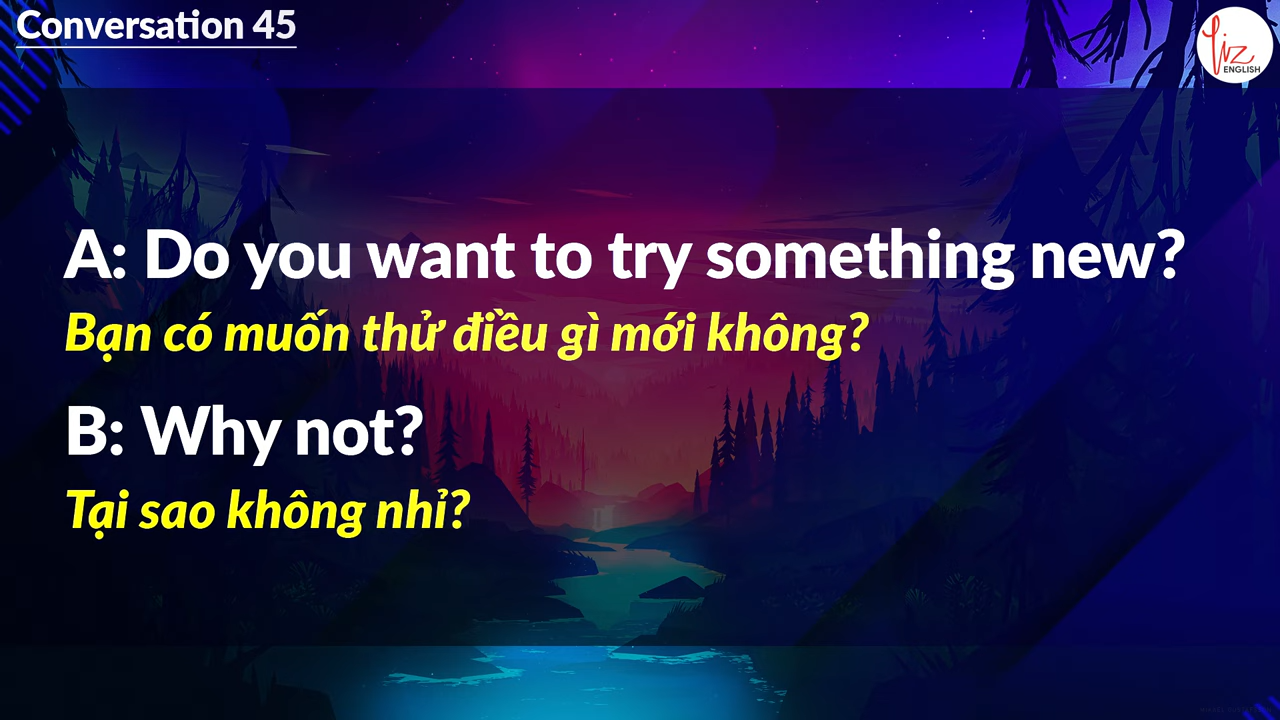 Conversation 45
Liz
ENGLISH
A: Do you want to try something new?
Bạn có muốn thử điều gì mới không?
B: Why not?
Tại sao không nhỉ?